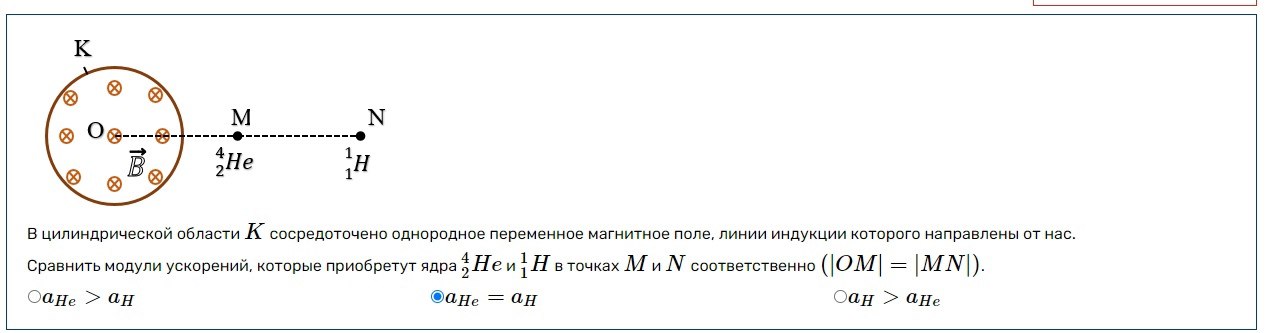 K
O
M
N
$\vec{B}$
$^4_2He$
$^1_1H$
В цилиндрической области $K$ сосредоточено однородное переменное магнитное поле, линии индукции которого направлены от нас.
Сравнить модули ускорений, которые приобретут ядра $^4_2He$ и $^1_1H$ в точках $M$ и $N$ соответственно $(|OM| = |MN|)$.
$a_{He} > a_H$ $a_{He} = a_H$ $a_H > a_{He}$